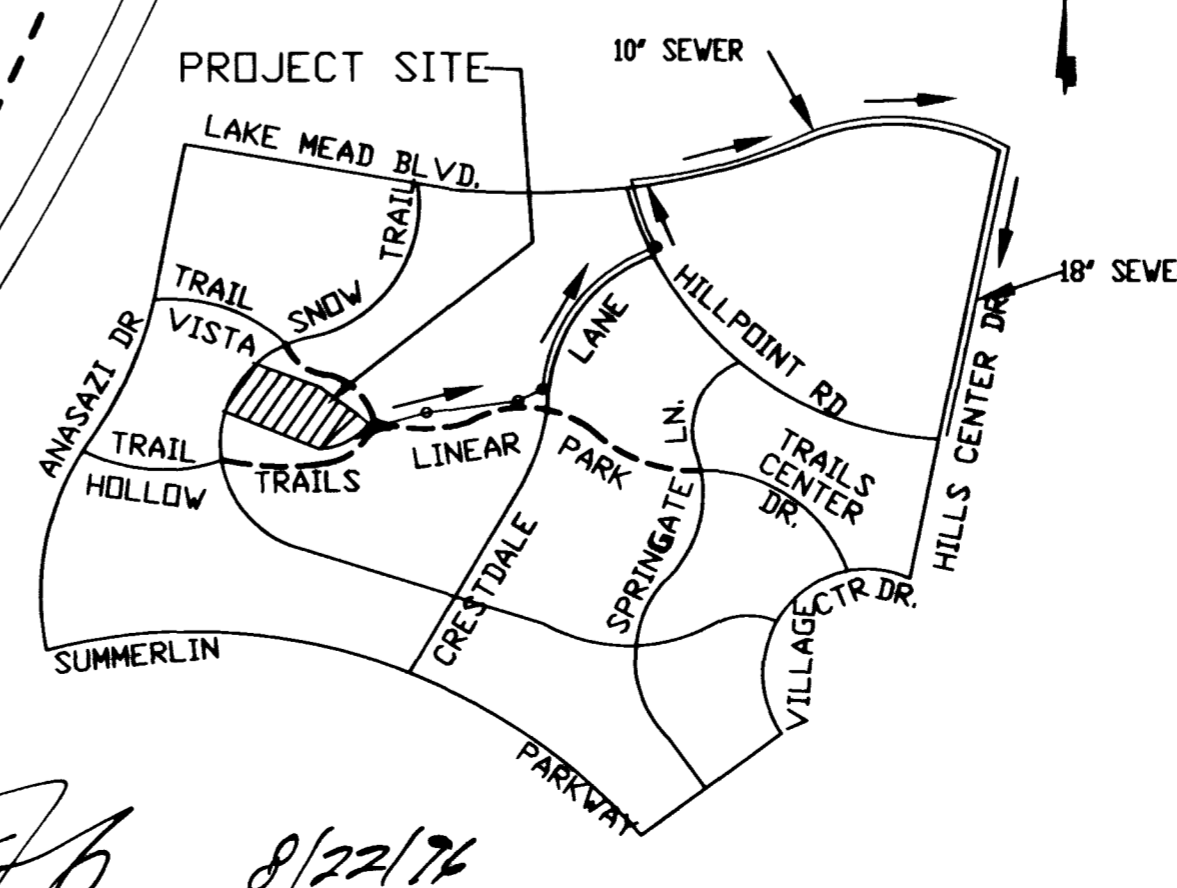 PROJECT SITE
10" SEWER
LAKE MEAD BLVD.
SNOW TRAIL
18" SEWE
TRAIL
VISTA
HILLPOINT RD
LANE
ANASAZI DR
TRAIL
HOLLOW
TRAILS
LINEAR
PARK
SPRINGATE LN.
TRAILS
CENTER
DR.
HILLS CENTER DR.
CRESTDALE
VILLAGE
CTR DR.
SUMMERLIN
PARKWAY
8/22/96